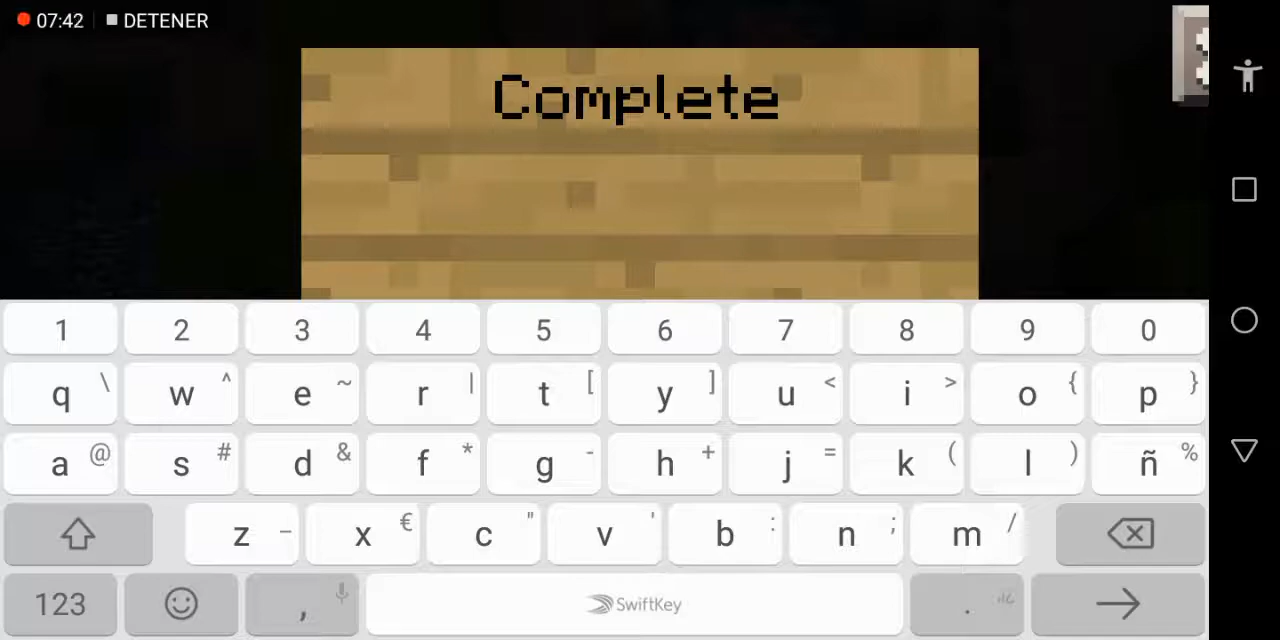 07:42 DETENER
Complete
1 2 3 4 5 6 7 8 9 0
q \ w ^ e ~ r | t [ y ] u < i > o { p }
a @ s # d & f * g - h + j = k ( l ) ñ %
z _ x € c " v ' b : n ; m /
123 , SwiftKey .